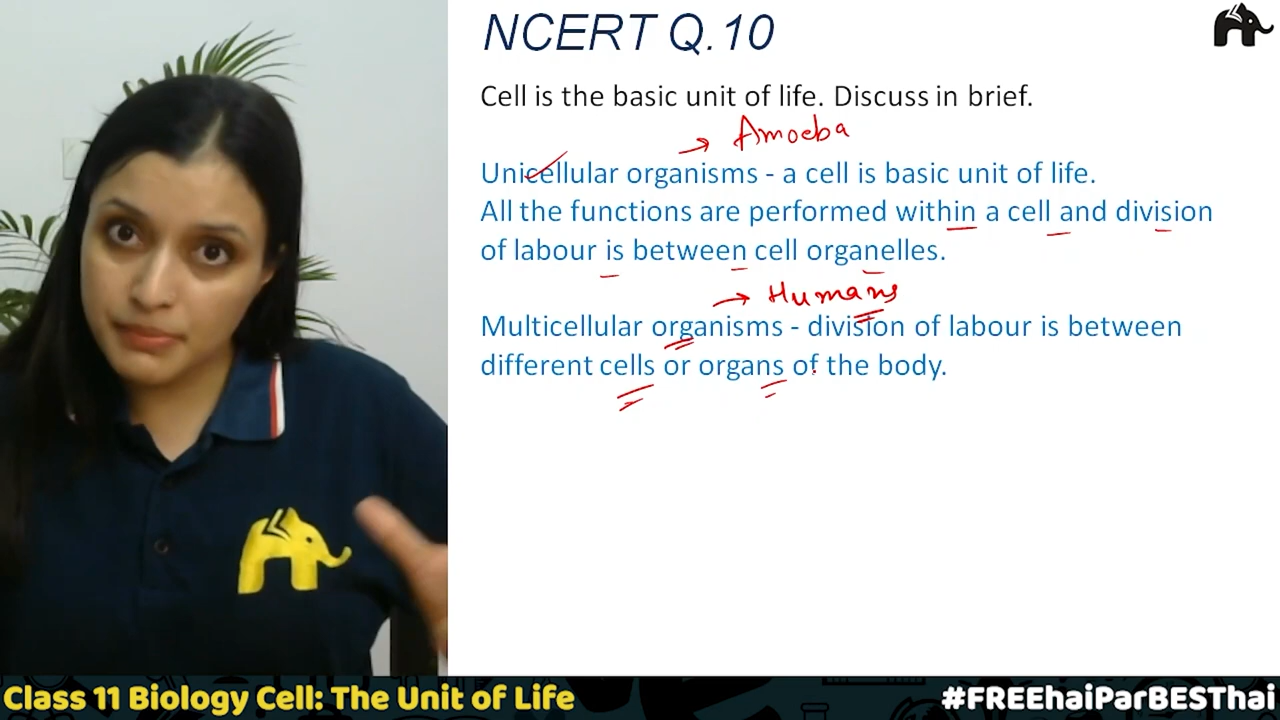 NCERT Q.10
Cell is the basic unit of life. Discuss in brief.
→ Amoeba
Unicellular organisms - a cell is basic unit of life.
All the functions are performed within a cell and division
of labour is between cell organelles.
→ Humans
Multicellular organisms - division of labour is between
different cells or organs of the body.
Class 11 Biology Cell: The Unit of Life
#FREEhaiParBESThai